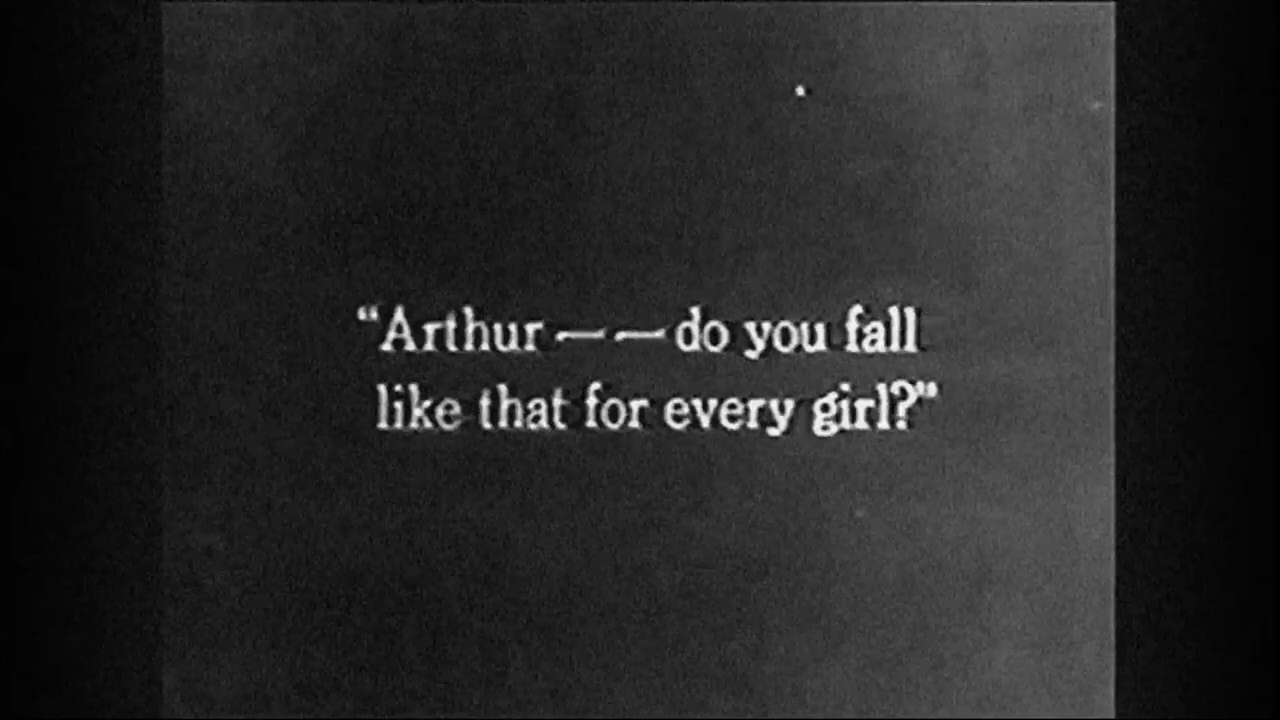 “Arthur — — do you fall
like that for every girl?”